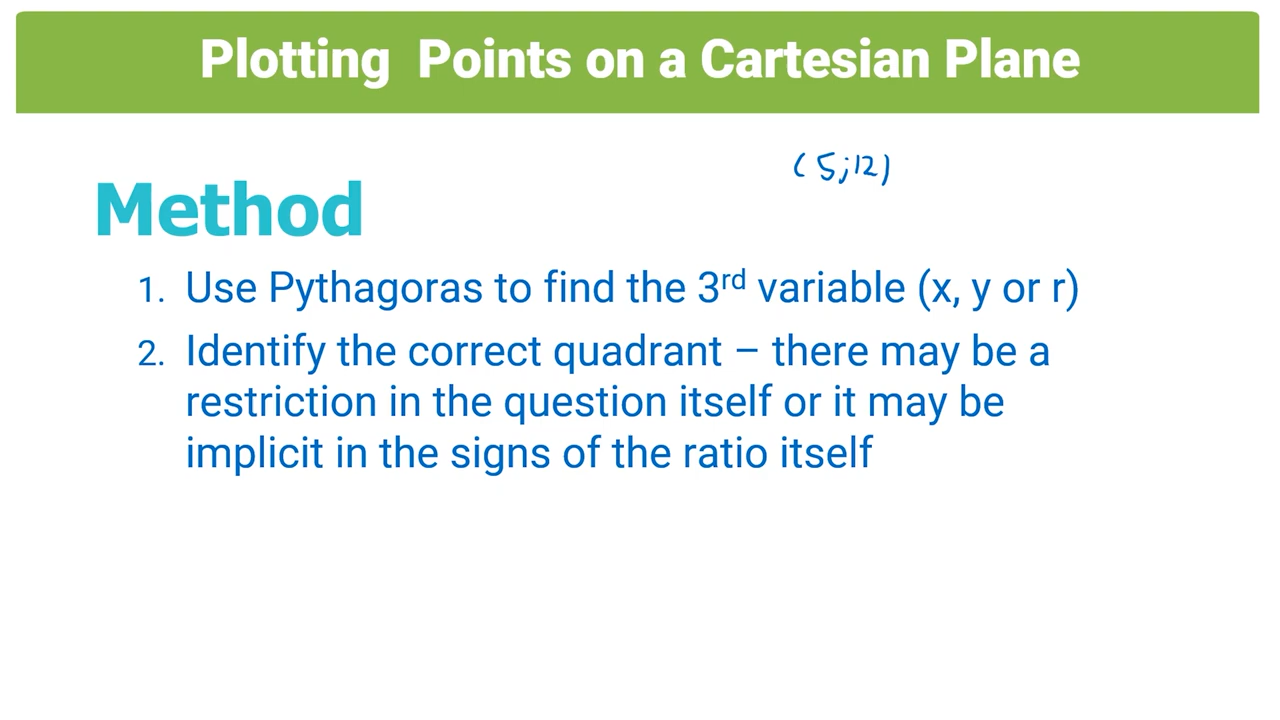 Plotting Points on a Cartesian Plane
(5;12)
Method
1. Use Pythagoras to find the 3rd variable (x, y or r)
2. Identify the correct quadrant – there may be a
restriction in the question itself or it may be
implicit in the signs of the ratio itself